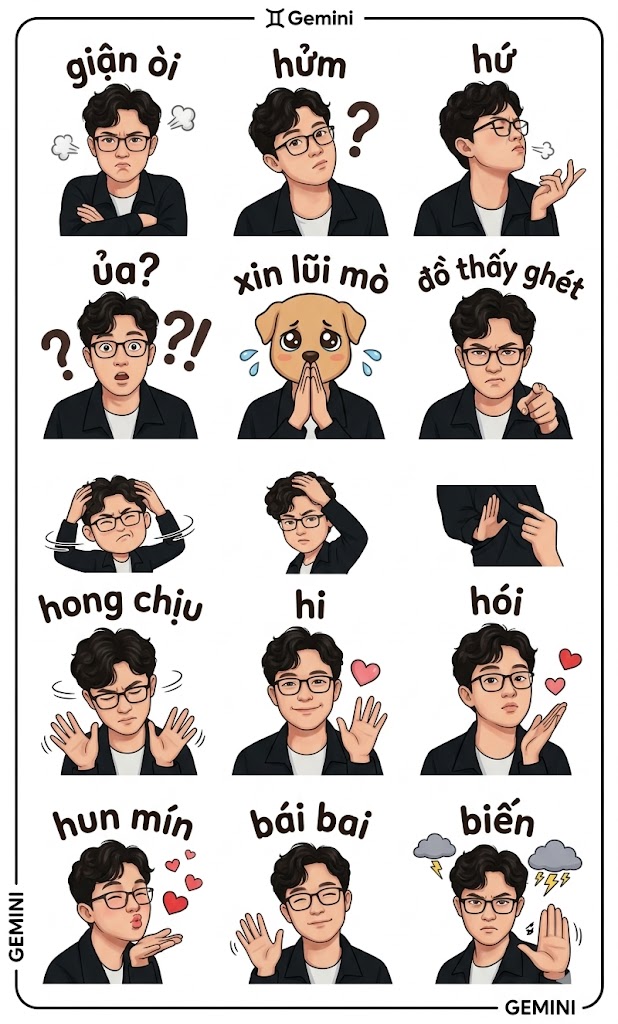 Gemini
giận òi
hửm
?
hứ
ủa?
?
?!
xin lũi mò
đồ thấy ghét
hong chịu
hi
hói
hun mín
bái bai
biến
GEMINI
GEMINI